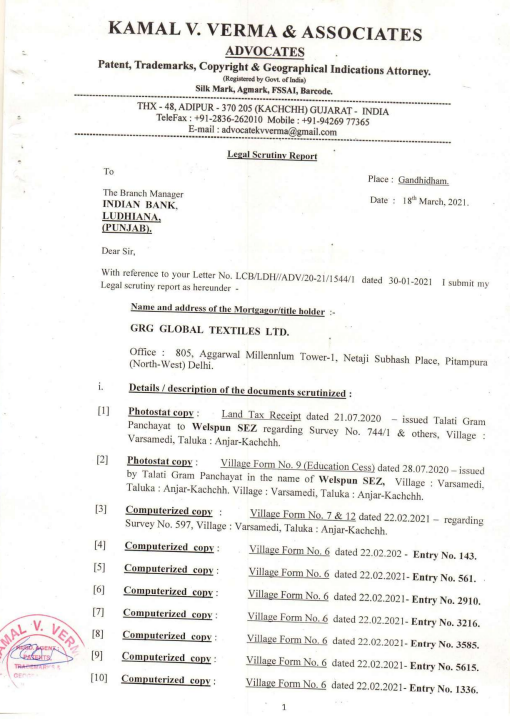 KAMAL V. VERMA & ASSOCIATES
ADVOCATES
Patent, Trademarks, Copyright & Geographical Indications Attorney.
(Registered by Govt. of India)
Silk Mark, Agmark, FSSAI, Barcode.
THX - 48, ADIPUR - 370 205 (KACHCHH) GUJARAT - INDIA
TeleFax : +91-2836-262010 Mobile : +91-94269 77365
E-mail : advocatekvverma@gmail.com
Legal Scrutiny Report
To
Place : Gandhidham.
The Branch Manager
Date : 18th March, 2021.
INDIAN BANK,
LUDHIANA,
(PUNJAB).
Dear Sir,
With reference to your Letter No. LCB/LDH//ADV/20-21/1544/1 dated 30-01-2021 I submit my
Legal scrutiny report as hereunder -
Name and address of the Mortgagor/title holder :-
GRG GLOBAL TEXTILES LTD.
Office : 805, Aggarwal Millennlum Tower-1, Netaji Subhash Place, Pitampura
(North-West) Delhi.
i. Details / description of the documents scrutinized :
[1] Photostat copy : Land Tax Receipt dated 21.07.2020 – issued Talati Gram
Panchayat to Welspun SEZ regarding Survey No. 744/1 & others, Village :
Varsamedi, Taluka : Anjar-Kachchh.
[2] Photostat copy : Village Form No. 9 (Education Cess) dated 28.07.2020 – issued
by Talati Gram Panchayat in the name of Welspun SEZ, Village : Varsamedi,
Taluka : Anjar-Kachchh. Village : Varsamedi, Taluka : Anjar-Kachchh.
[3] Computerized copy : Village Form No. 7 & 12 dated 22.02.2021 – regarding
Survey No. 597, Village : Varsamedi, Taluka : Anjar-Kachchh.
[4] Computerized copy : Village Form No. 6 dated 22.02.202 - Entry No. 143.
[5] Computerized copy : Village Form No. 6 dated 22.02.2021- Entry No. 561.
[6] Computerized copy : Village Form No. 6 dated 22.02.2021- Entry No. 2910.
[7] Computerized copy : Village Form No. 6 dated 22.02.2021- Entry No. 3216.
[8] Computerized copy : Village Form No. 6 dated 22.02.2021- Entry No. 3585.
[9] Computerized copy : Village Form No. 6 dated 22.02.2021- Entry No. 5615.
[10] Computerized copy : Village Form No. 6 dated 22.02.2021- Entry No. 1336.
1